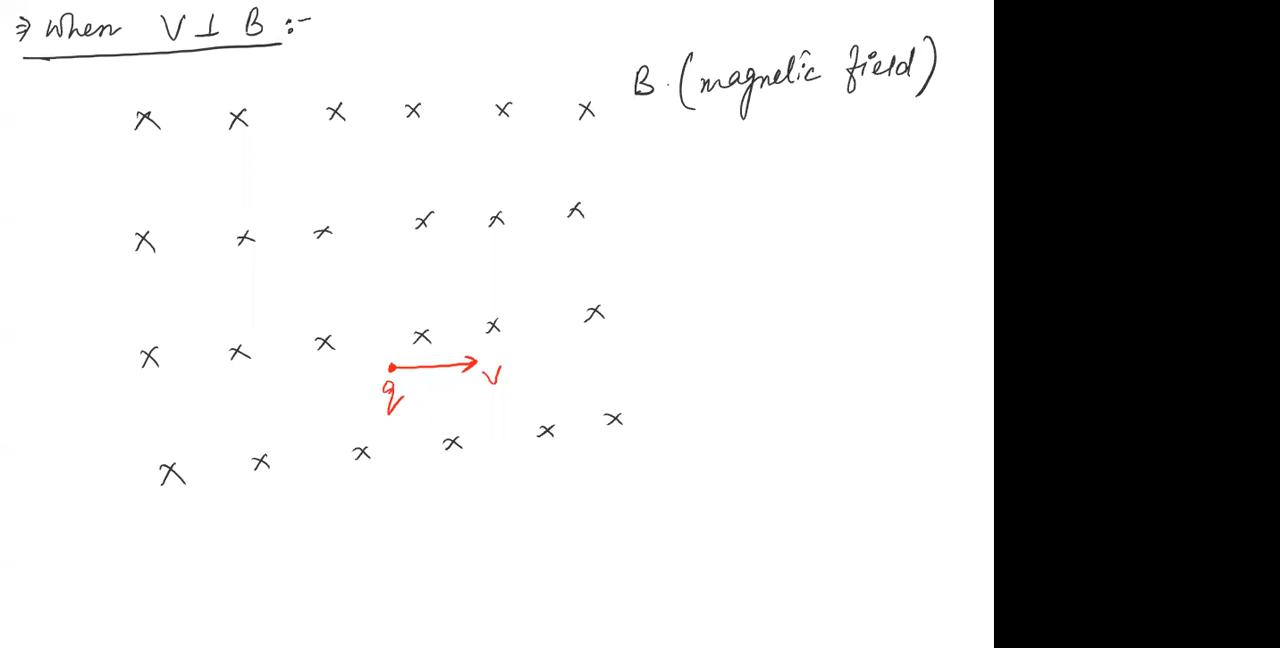 ⇒ When V ⊥ B :-
B. (magnetic field)
x x x x x x
x x x x x x
x x x x x x
q v
x x x x x x